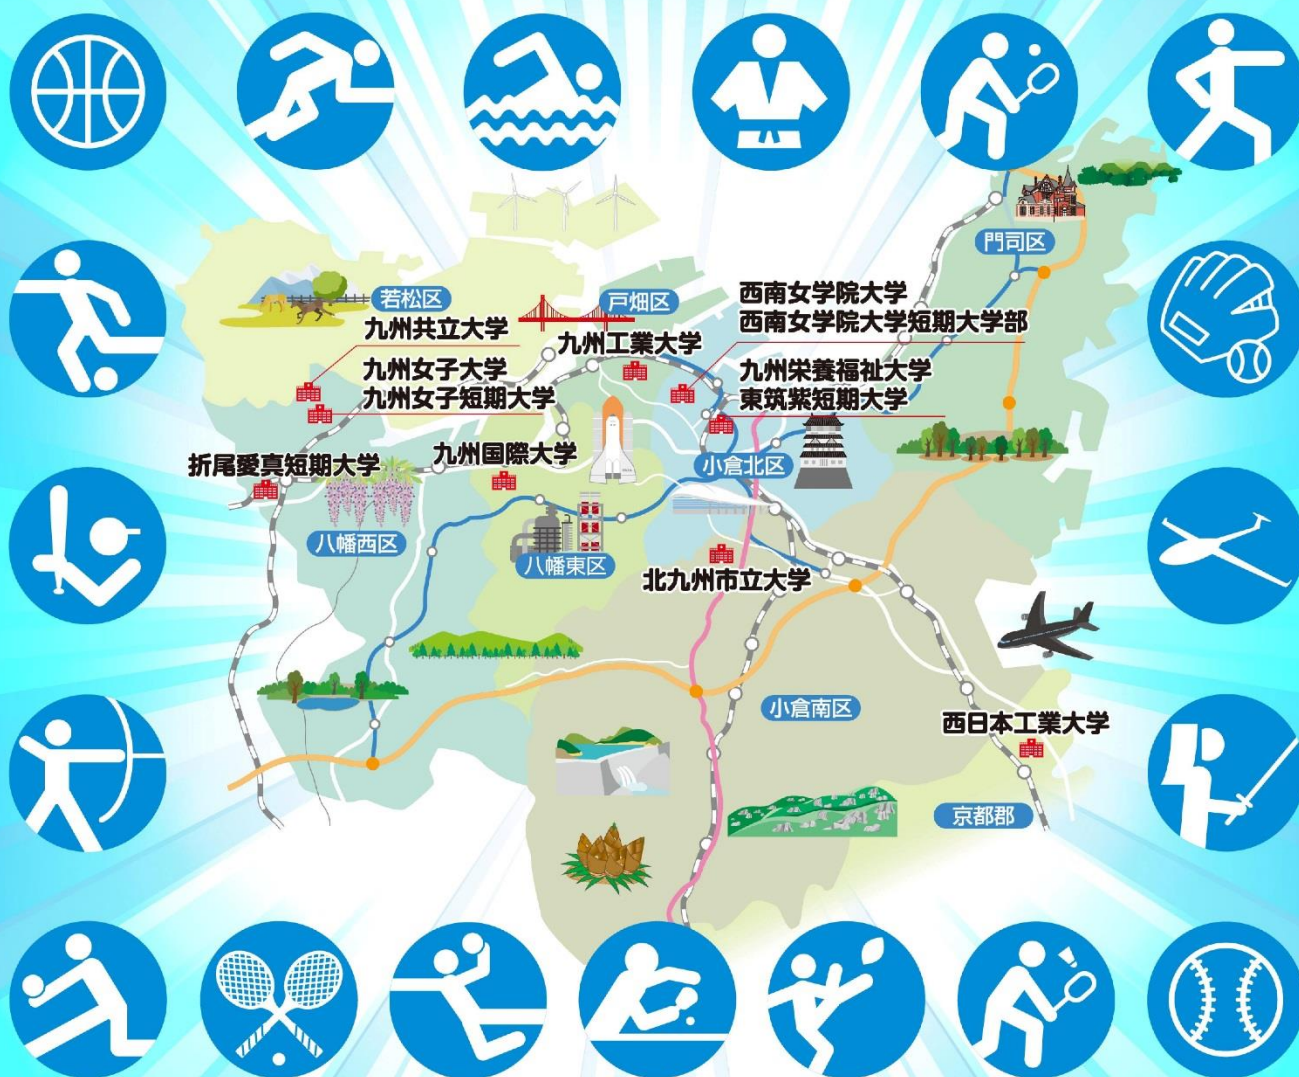 門司区
若松区
戸畑区
西南女学院大学
西南女学院大学短期大学部
九州共立大学
九州工業大学
九州女子大学
九州女子短期大学
九州栄養福祉大学
東筑紫短期大学
折尾愛真短期大学
九州国際大学
小倉北区
八幡西区
八幡東区
北九州市立大学
小倉南区
西日本工業大学
京都郡